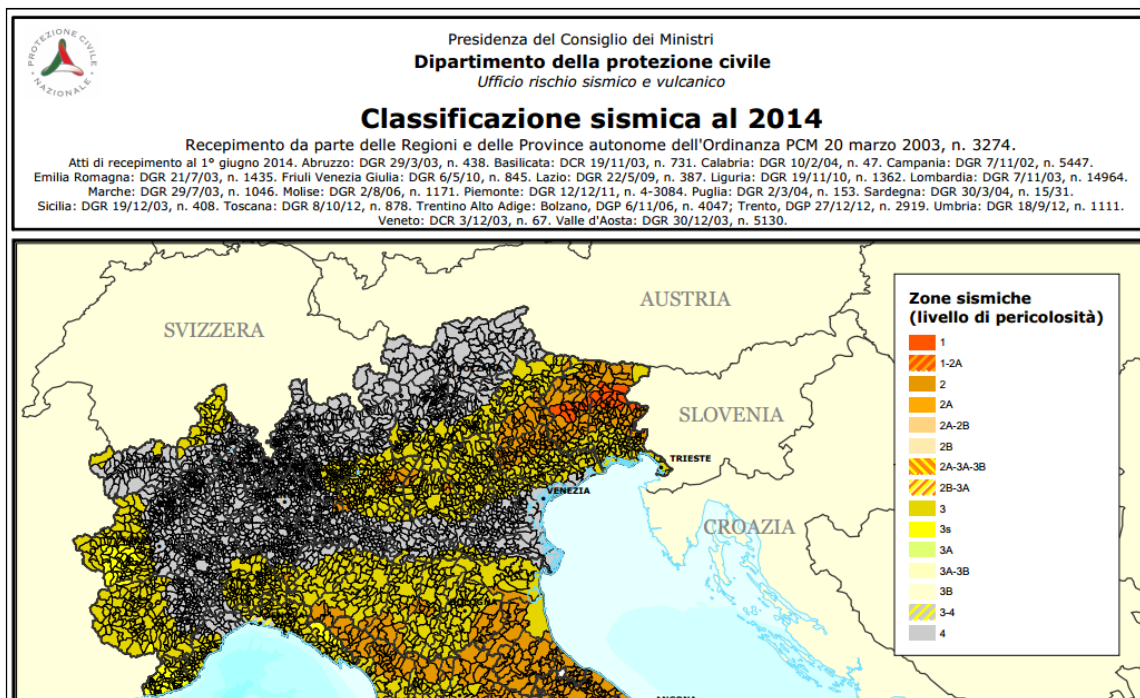 PROTEZIONE CIVILE
NAZIONALE
Presidenza del Consiglio dei Ministri
Dipartimento della protezione civile
Ufficio rischio sismico e vulcanico
Classificazione sismica al 2014
Recepimento da parte delle Regioni e delle Province autonome dell'Ordinanza PCM 20 marzo 2003, n. 3274.
Atti di recepimento al 1° giugno 2014. Abruzzo: DGR 29/3/03, n. 438. Basilicata: DCR 19/11/03, n. 731. Calabria: DGR 10/2/04, n. 47. Campania: DGR 7/11/02, n. 5447.
Emilia Romagna: DGR 21/7/03, n. 1435. Friuli Venezia Giulia: DGR 6/5/10, n. 845. Lazio: DGR 22/5/09, n. 387. Liguria: DGR 19/11/10, n. 1362. Lombardia: DGR 7/11/03, n. 14964.
Marche: DGR 29/7/03, n. 1046. Molise: DGR 2/8/06, n. 1171. Piemonte: DGR 12/12/11, n. 4-3084. Puglia: DGR 2/3/04, n. 153. Sardegna: DGR 30/3/04, n. 15/31.
Sicilia: DGR 19/12/03, n. 408. Toscana: DGR 8/10/12, n. 878. Trentino Alto Adige: Bolzano, DGP 6/11/06, n. 4047; Trento, DGP 27/12/12, n. 2919. Umbria: DGR 18/9/12, n. 1111.
Veneto: DCR 3/12/03, n. 67. Valle d'Aosta: DGR 30/12/03, n. 5130.
AUSTRIA
SVIZZERA
SLOVENIA
TRIESTE
VENEZIA
CROAZIA
Zone sismiche
(livello di pericolosità)
1
1-2A
2
2A
2A-2B
2B
2A-3A-3B
2B-3A
3
3s
3A
3A-3B
3B
3-4
4